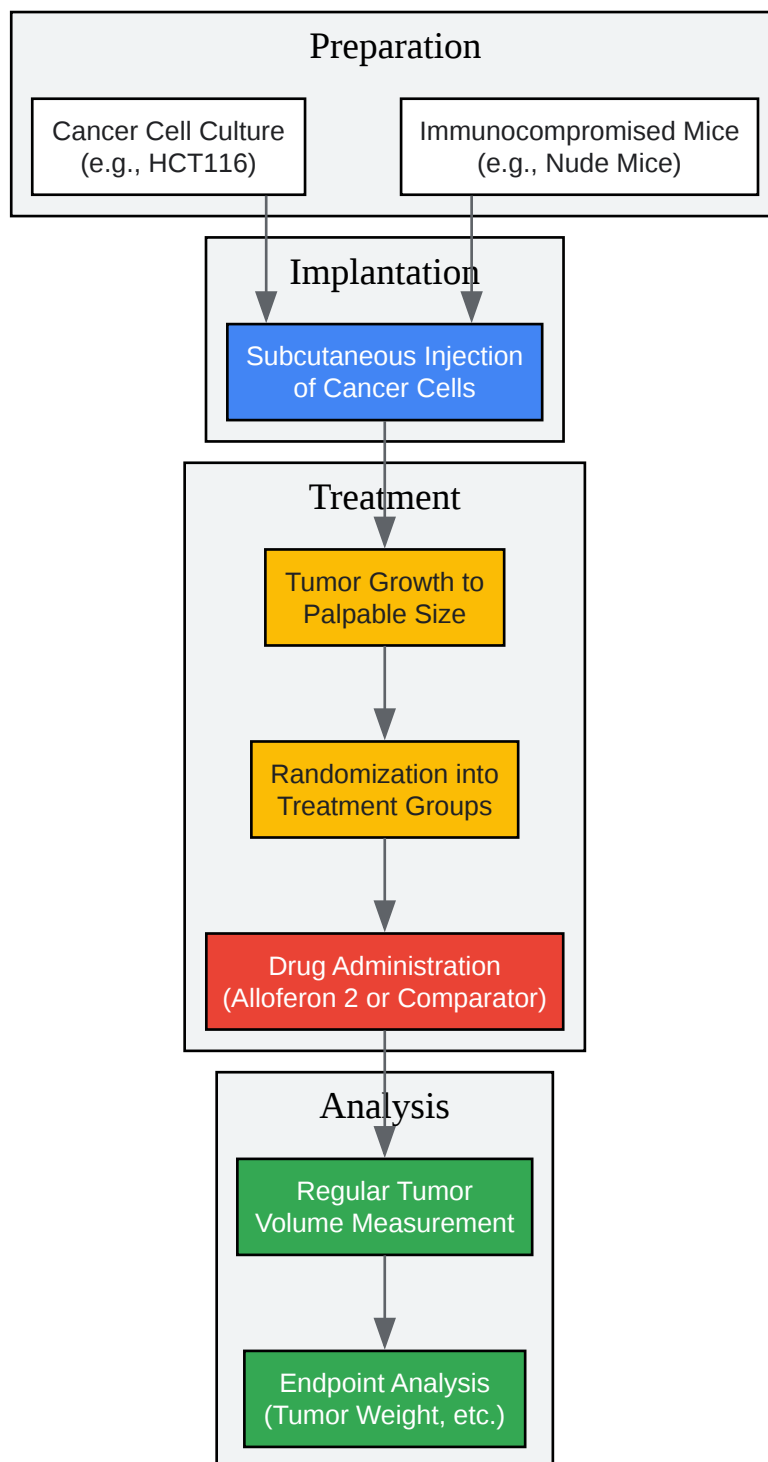 Preparation
Cancer Cell Culture
(e.g., HCT116)
Immunocompromised Mice
(e.g., Nude Mice)
Implantation
Subcutaneous Injection
of Cancer Cells
Treatment
Tumor Growth to
Palpable Size
Randomization into
Treatment Groups
Drug Administration
(Alloferon 2 or Comparator)
Analysis
Regular Tumor
Volume Measurement
Endpoint Analysis
(Tumor Weight, etc.)